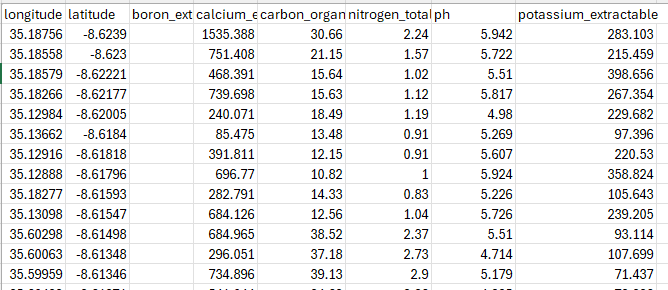 longitude latitude boron_ext calcium_e carbon_organ nitrogen_total ph potassium_extractable
35.18756 -8.6239 1535.388 30.66 2.24 5.942 283.103
35.18558 -8.623 751.408 21.15 1.57 5.722 215.459
35.18579 -8.62221 468.391 15.64 1.02 5.51 398.656
35.18266 -8.62177 739.698 15.63 1.12 5.817 267.354
35.12984 -8.62005 240.071 18.49 1.19 4.98 229.682
35.13662 -8.6184 85.475 13.48 0.91 5.269 97.396
35.12916 -8.61818 391.811 12.15 0.91 5.607 220.53
35.12888 -8.61796 696.77 10.82 1 5.924 358.824
35.18277 -8.61593 282.791 14.33 0.83 5.226 105.643
35.13098 -8.61547 684.126 12.56 1.04 5.726 239.205
35.60298 -8.61498 684.965 38.52 2.37 5.51 93.114
35.60063 -8.61348 296.051 37.18 2.73 4.714 107.699
35.59959 -8.61346 734.896 39.13 2.9 5.179 71.437